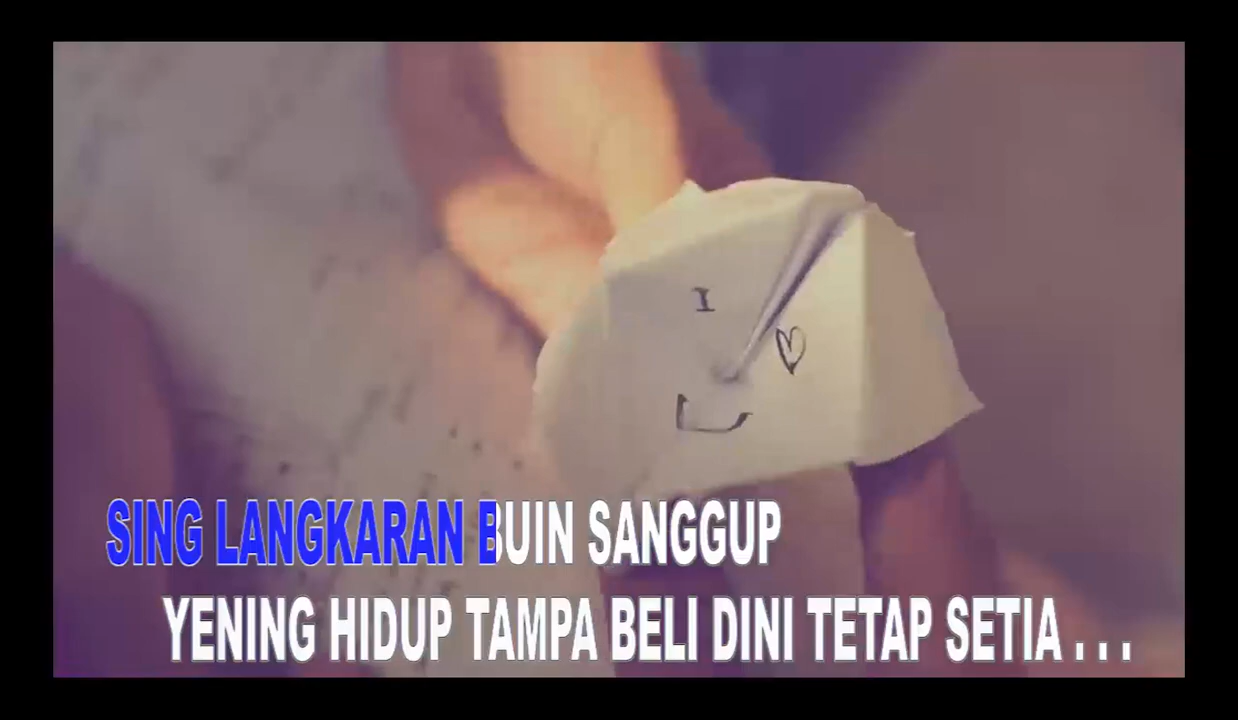 I
SING LANGKARAN BUIN SANGGUP
YENING HIDUP TAMPA BELI DINI TETAP SETIA . . .